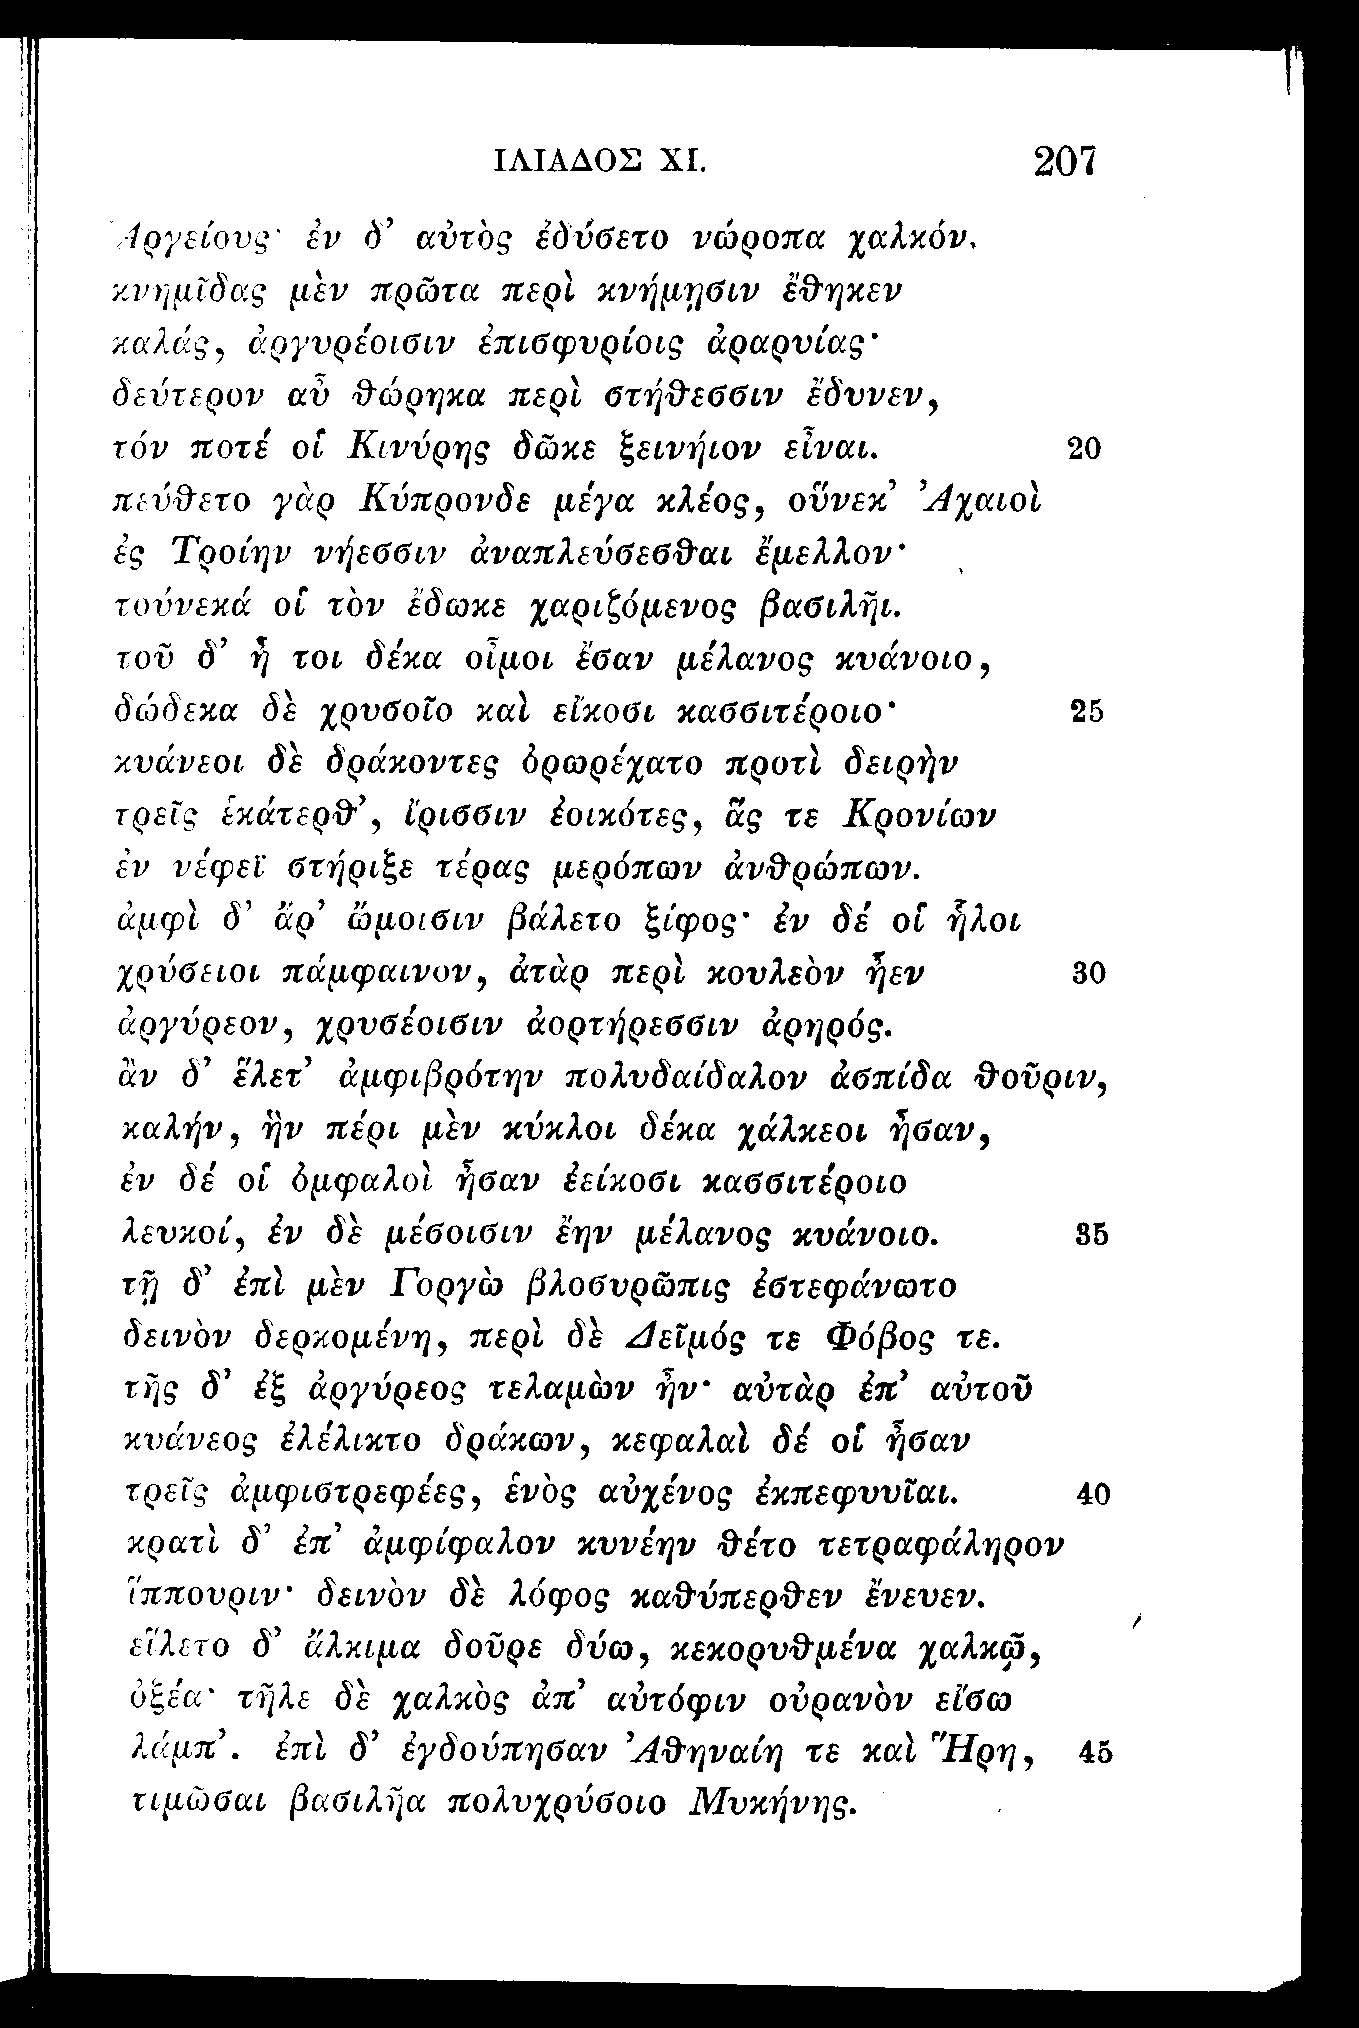 ΙΛΙΑΔΟΣ XI. 207
Ἀργείους· ἐν δ’ αὐτὸς ἐδύσετο νώροπα χαλκόν.
κνημῖδας μὲν πρῶτα περὶ κνήμῃσιν ἔθηκεν
καλάς, ἀργυρέοισιν ἐπισφυρίοις ἀραρυίας·
δεύτερον αὖ θώρηκα περὶ στήθεσσιν ἔδυνεν,
τόν ποτέ οἱ Κινύρης δῶκε ξεινήιον εἶναι. 20
πεύθετο γὰρ Κύπρονδε μέγα κλέος, οὕνεκ’ Ἀχαιοὶ
ἐς Τροίην νήεσσιν ἀναπλεύσεσθαι ἔμελλον·
τούνεκά οἱ τὸν ἔδωκε χαριζόμενος βασιλῆι.
τοῦ δ’ ἦ τοι δέκα οἶμοι ἔσαν μέλανος κυάνοιο,
δώδεκα δὲ χρυσοῖο καὶ εἴκοσι κασσιτέροιο· 25
κυάνεοι δὲ δράκοντες ὀρωρέχατο προτὶ δειρὴν
τρεῖς ἑκάτερθ’, ἴρισσιν ἐοικότες, ἅς τε Κρονίων
ἐν νέφεϊ στήριξε τέρας μερόπων ἀνθρώπων.
ἀμφὶ δ’ ἄρ’ ὤμοισιν βάλετο ξίφος· ἐν δέ οἱ ἧλοι
χρύσειοι πάμφαινον, ἀτὰρ περὶ κουλεὸν ἦεν 30
ἀργύρεον, χρυσέοισιν ἀορτήρεσσιν ἀρηρός.
ἂν δ’ ἕλετ’ ἀμφιβρότην πολυδαίδαλον ἀσπίδα θοῦριν,
καλήν, ἣν πέρι μὲν κύκλοι δέκα χάλκεοι ἦσαν,
ἐν δέ οἱ ὀμφαλοὶ ἦσαν ἐείκοσι κασσιτέροιο
λευκοί, ἐν δὲ μέσοισιν ἔην μέλανος κυάνοιο. 35
τῇ δ’ ἐπὶ μὲν Γοργὼ βλοσυρῶπις ἐστεφάνωτο
δεινὸν δερκομένη, περὶ δὲ Δεῖμός τε Φόβος τε.
τῆς δ’ ἐξ ἀργύρεος τελαμὼν ἦν· αὐτὰρ ἐπ’ αὐτοῦ
κυάνεος ἐλέλικτο δράκων, κεφαλαὶ δέ οἱ ἦσαν
τρεῖς ἀμφιστρεφέες, ἑνὸς αὐχένος ἐκπεφυυῖαι. 40
κρατὶ δ’ ἐπ’ ἀμφίφαλον κυνέην θέτο τετραφάληρον
ἵππουριν· δεινὸν δὲ λόφος καθύπερθεν ἔνευεν.
εἵλετο δ’ ἄλκιμα δοῦρε δύω, κεκορυθμένα χαλκῷ,
ὀξέα· τῆλε δὲ χαλκὸς ἀπ’ αὐτόφιν οὐρανὸν εἴσω
λάμπ’. ἐπὶ δ’ ἐγδούπησαν Ἀθηναίη τε καὶ Ἥρη, 45
τιμῶσαι βασιλῆα πολυχρύσοιο Μυκήνης.